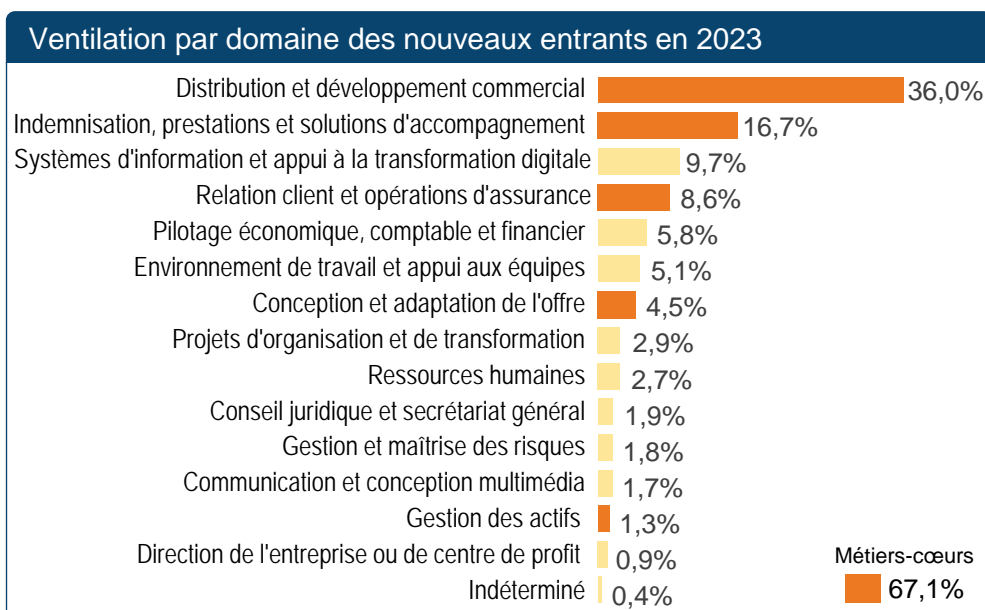 Ventilation par domaine des nouveaux entrants en 2023
Distribution et développement commercial 36,0%
Indemnisation, prestations et solutions d'accompagnement 16,7%
Systèmes d'information et appui à la transformation digitale 9,7%
Relation client et opérations d'assurance 8,6%
Pilotage économique, comptable et financier 5,8%
Environnement de travail et appui aux équipes 5,1%
Conception et adaptation de l'offre 4,5%
Projets d'organisation et de transformation 2,9%
Ressources humaines 2,7%
Conseil juridique et secrétariat général 1,9%
Gestion et maîtrise des risques 1,8%
Communication et conception multimédia 1,7%
Gestion des actifs 1,3%
Direction de l'entreprise ou de centre de profit 0,9%
Indéterminé 0,4%
Métiers-cœurs
67,1%